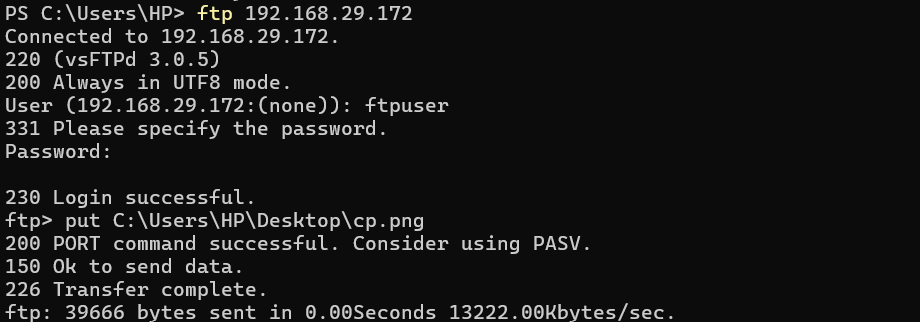 PS C:\Users\HP> ftp 192.168.29.172
Connected to 192.168.29.172.
220 (vsFTPd 3.0.5)
200 Always in UTF8 mode.
User (192.168.29.172:(none)): ftpuser
331 Please specify the password.
Password:
230 Login successful.
ftp> put C:\Users\HP\Desktop\cp.png
200 PORT command successful. Consider using PASV.
150 Ok to send data.
226 Transfer complete.
ftp: 39666 bytes sent in 0.00Seconds 13222.00Kbytes/sec.